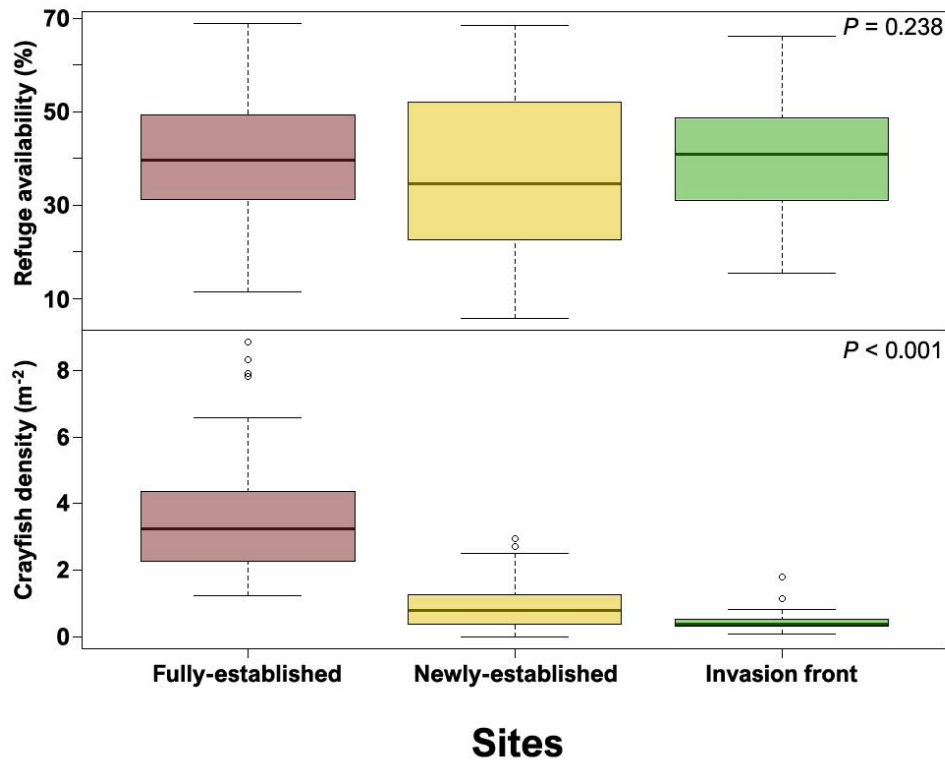 Refuge availability (%)
70
50
30
10
P = 0.238
Crayfish density (m⁻²)
8
6
4
2
0
P < 0.001
Fully-established Newly-established Invasion front
Sites